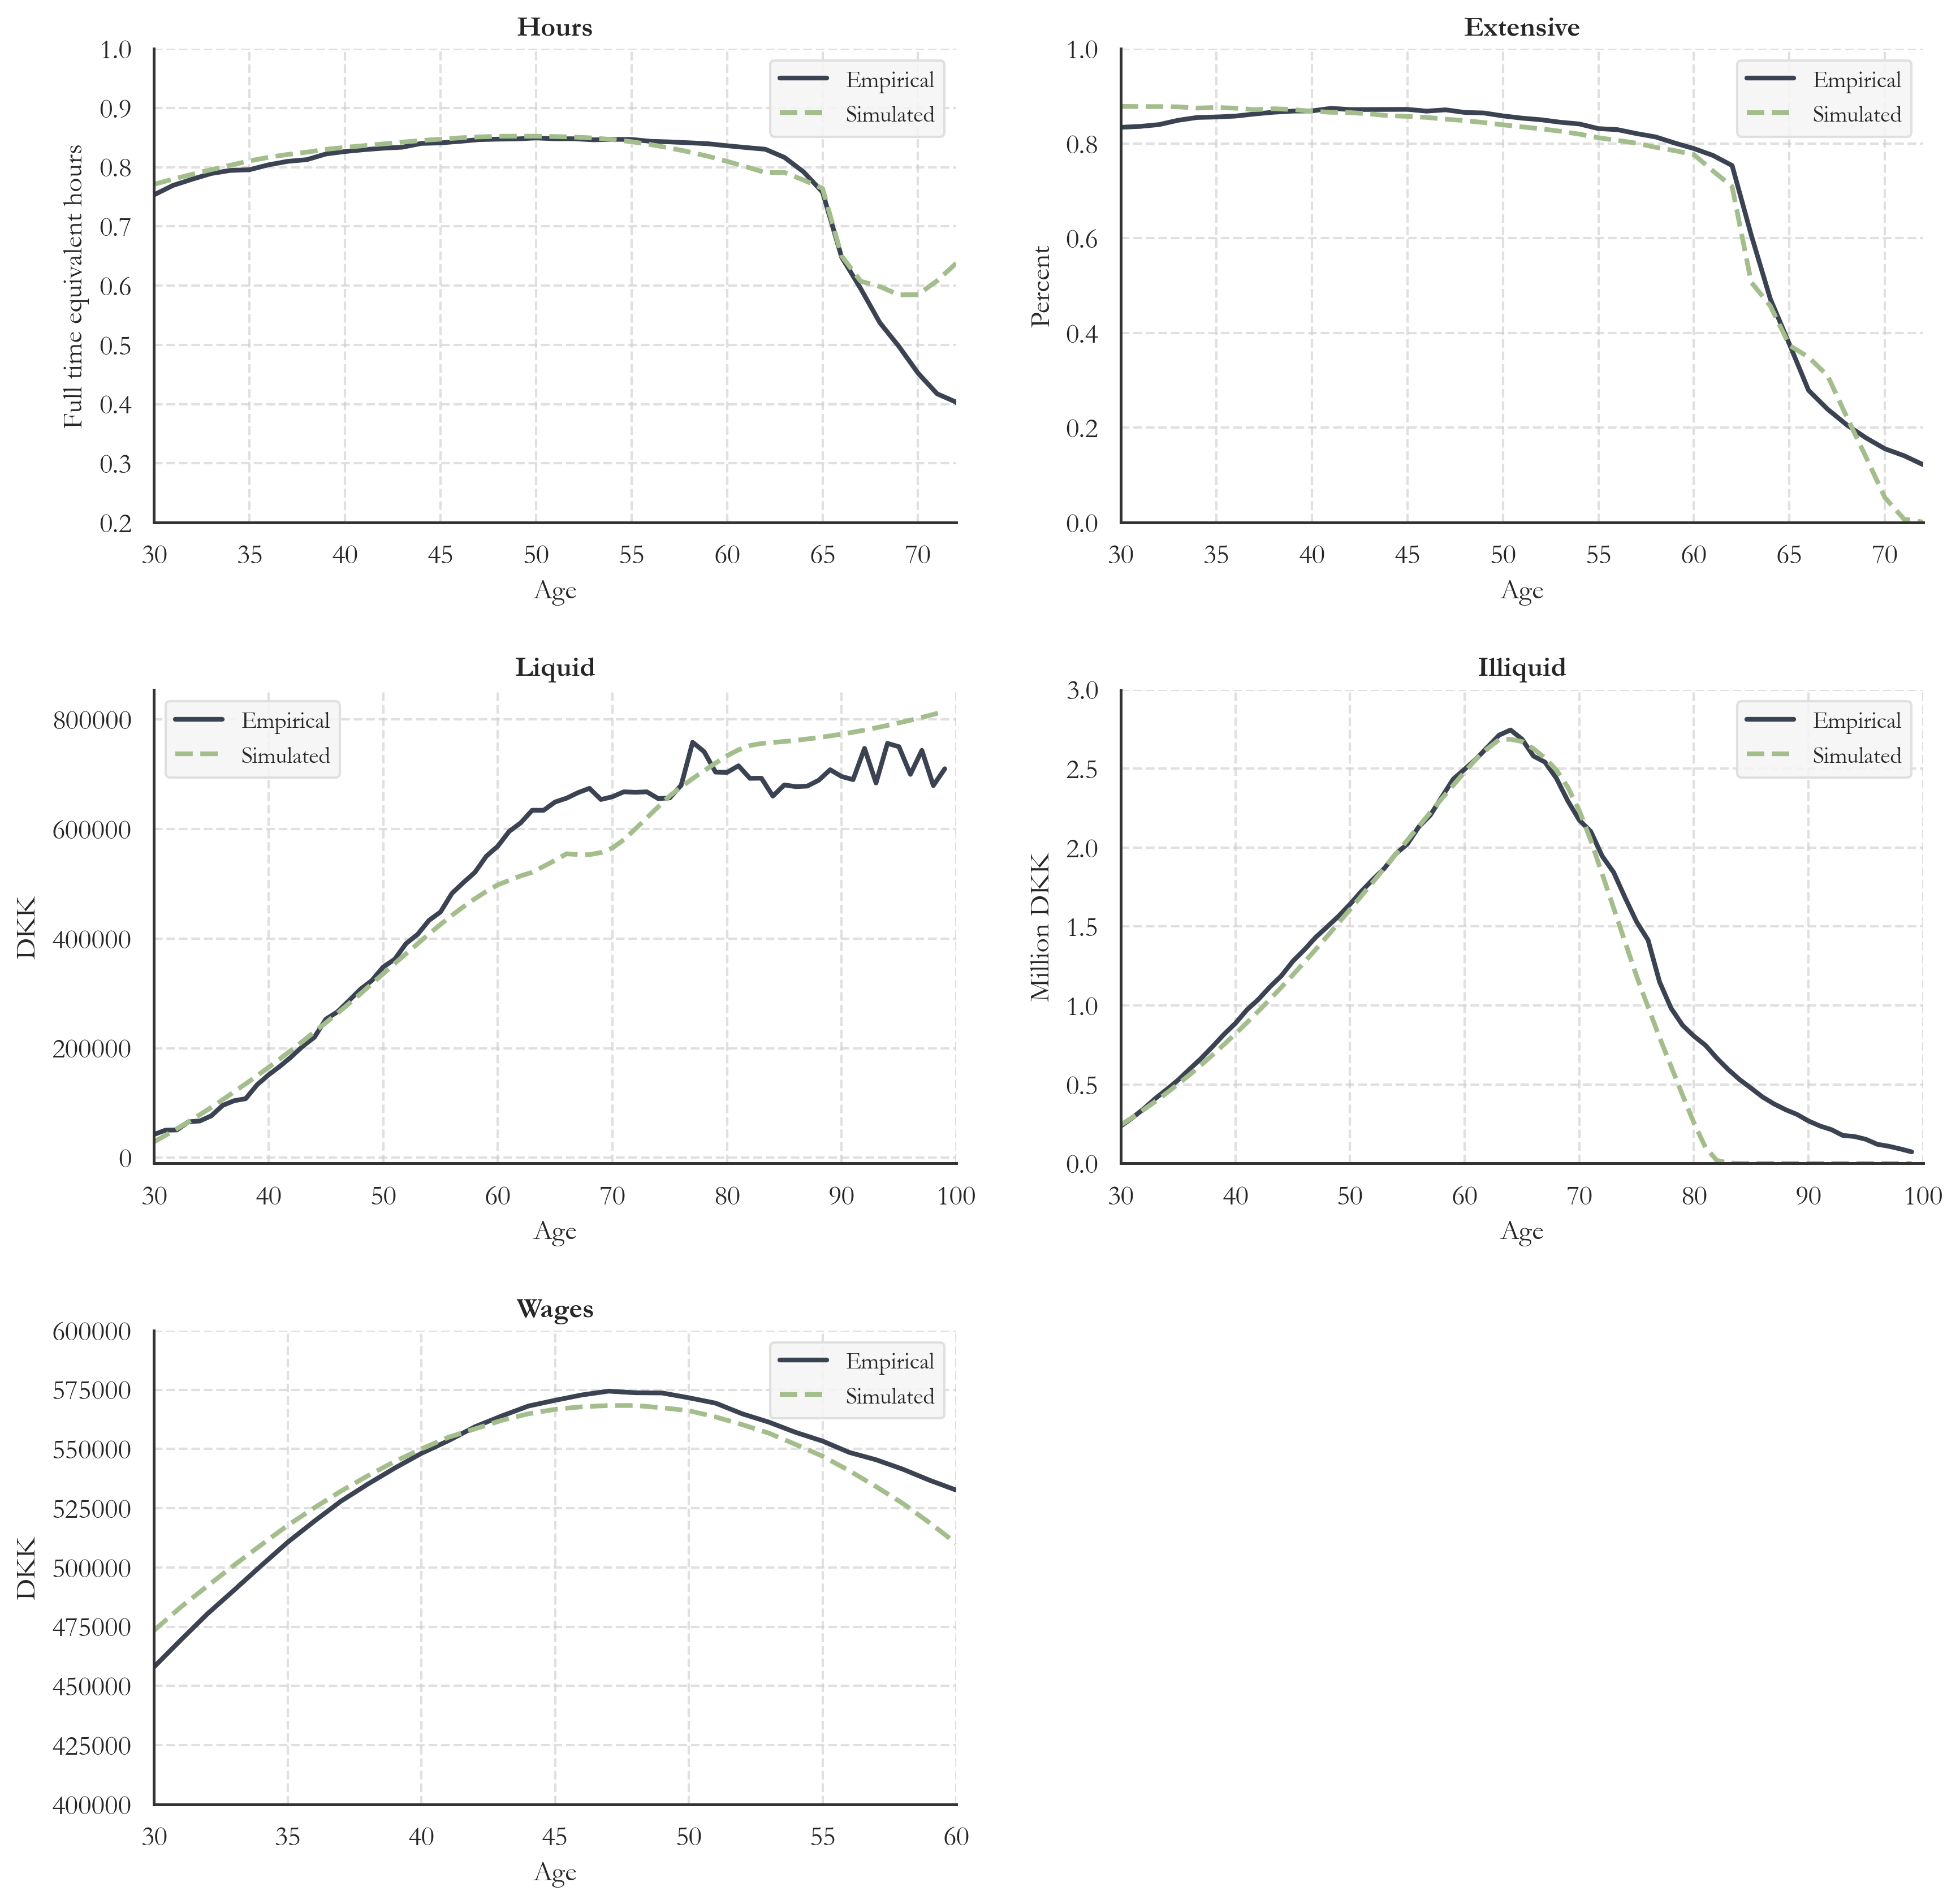 Hours
1.0
0.9
0.8
0.7
0.6
0.5
0.4
0.3
0.2
Full time equivalent hours
Empirical
Simulated
30 35 40 45 50 55 60 65 70
Age
Extensive
1.0
0.8
0.6
0.4
0.2
0.0
Percent
Empirical
Simulated
30 35 40 45 50 55 60 65 70
Age
Liquid
800000
600000
400000
200000
0
DKK
Empirical
Simulated
30 40 50 60 70 80 90 100
Age
Illiquid
3.0
2.5
2.0
1.5
1.0
0.5
0.0
Million DKK
Empirical
Simulated
30 40 50 60 70 80 90 100
Age
Wages
600000
575000
550000
525000
500000
475000
450000
425000
400000
DKK
Empirical
Simulated
30 35 40 45 50 55 60
Age